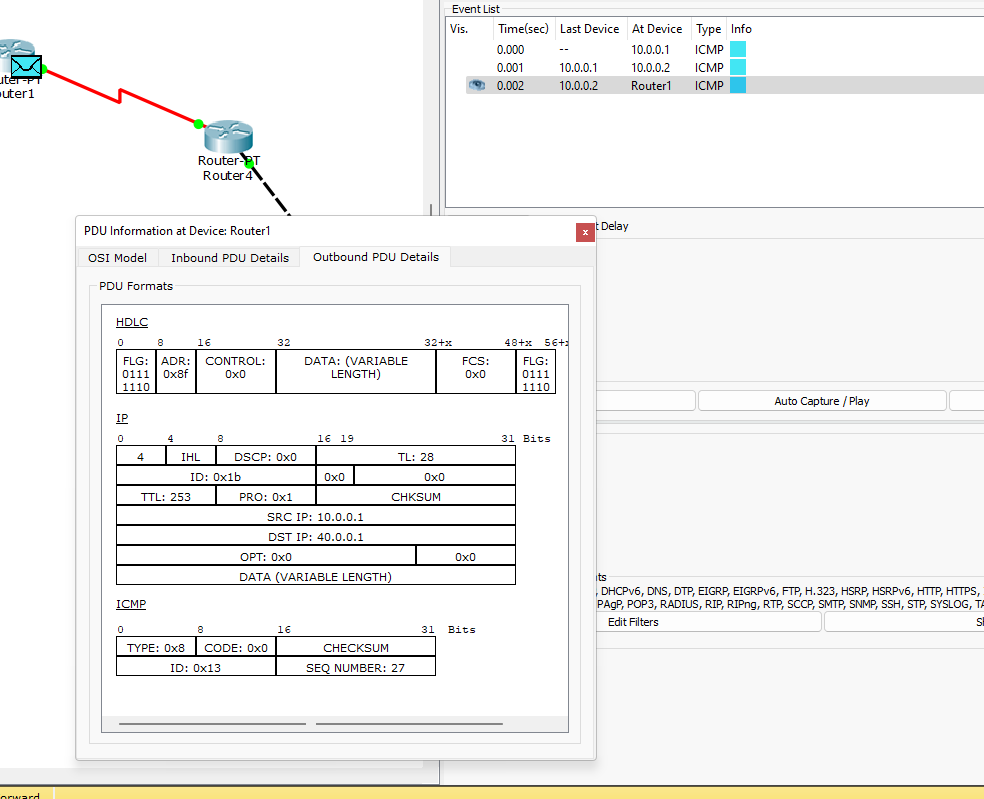 Event List
Vis. Time(sec) Last Device At Device Type Info
0.000 -- 10.0.0.1 ICMP
0.001 10.0.0.1 10.0.0.2 ICMP
0.002 10.0.0.2 Router1 ICMP
uter-PT
outer1
Router-PT
Router4
PDU Information at Device: Router1
x
t Delay
OSI Model Inbound PDU Details Outbound PDU Details
PDU Formats
HDLC
0 8 16 32 32+x 48+x 56+x
FLG: 0111 1110
ADR: 0x8f
CONTROL: 0x0
DATA: (VARIABLE LENGTH)
FCS: 0x0
FLG: 0111 1110
Auto Capture / Play
IP
0 4 8 16 19 31 Bits
4 IHL DSCP: 0x0 TL: 28
ID: 0x1b 0x0 0x0
TTL: 253 PRO: 0x1 CHKSUM
SRC IP: 10.0.0.1
DST IP: 40.0.0.1
OPT: 0x0 0x0
DATA (VARIABLE LENGTH)
ICMP
0 8 16 31 Bits
TYPE: 0x8 CODE: 0x0 CHECKSUM
ID: 0x13 SEQ NUMBER: 27
ts
, DHCPv6, DNS, DTP, EIGRP, EIGRPv6, FTP, H.323, HSRP, HSRPv6, HTTP, HTTPS,
PAgP, POP3, RADIUS, RIP, RIPng, RTP, SCCP, SMTP, SNMP, SSH, STP, SYSLOG, TA
Edit Filters
orward